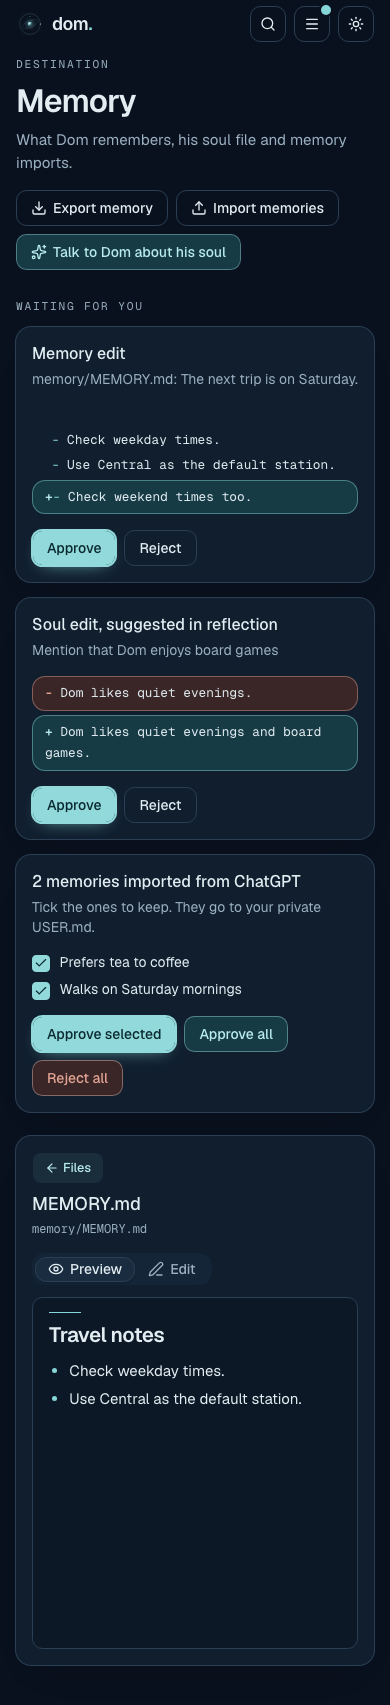 dom.
DESTINATION
Memory
What Dom remembers, his soul file and memory
imports.
Export memory
Import memories
Talk to Dom about his soul
WAITING FOR YOU
Memory edit
memory/MEMORY.md: The next trip is on Saturday.
- Check weekday times.
- Use Central as the default station.
+- Check weekend times too.
Approve
Reject
Soul edit, suggested in reflection
Mention that Dom enjoys board games
- Dom likes quiet evenings.
+ Dom likes quiet evenings and board
games.
Approve
Reject
2 memories imported from ChatGPT
Tick the ones to keep. They go to your private
USER.md.
Prefers tea to coffee
Walks on Saturday mornings
Approve selected
Approve all
Reject all
Files
MEMORY.md
memory/MEMORY.md
Preview
Edit
Travel notes
• Check weekday times.
• Use Central as the default station.